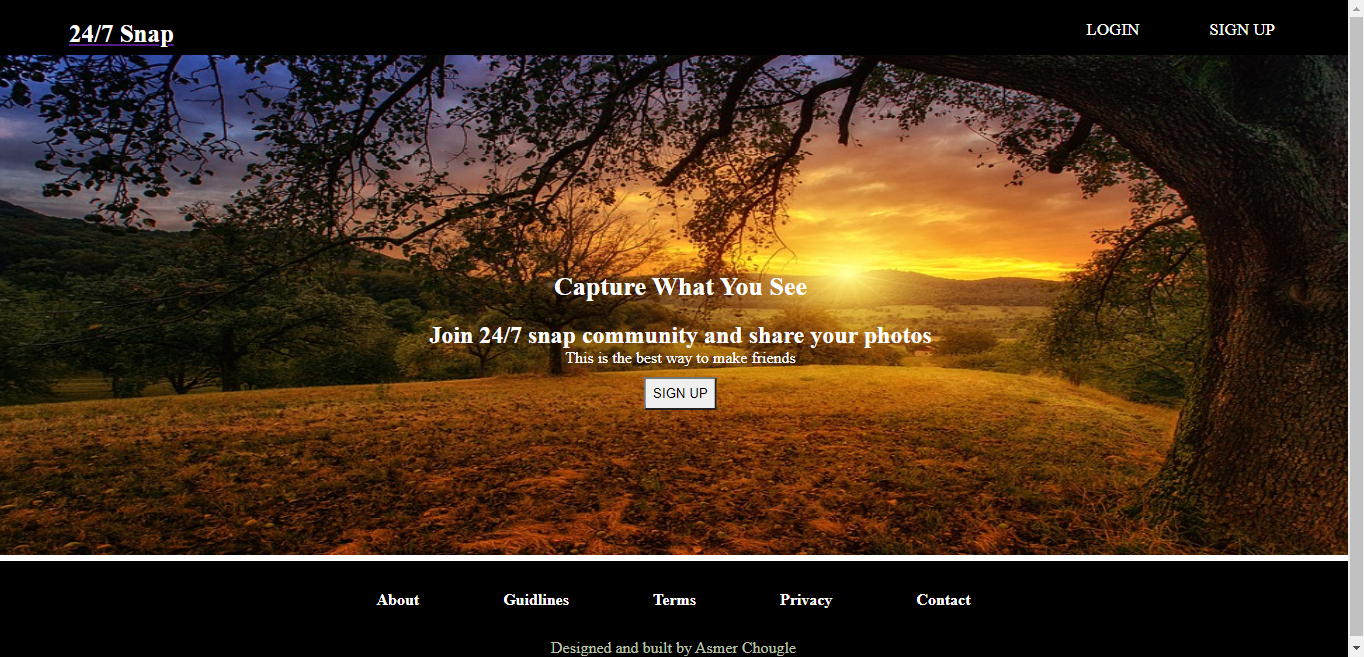 24/7 Snap
LOGIN
SIGN UP
Capture What You See
Join 24/7 snap community and share your photos
This is the best way to make friends
SIGN UP
About
Guidlines
Terms
Privacy
Contact
Designed and built by Asmer Chougle